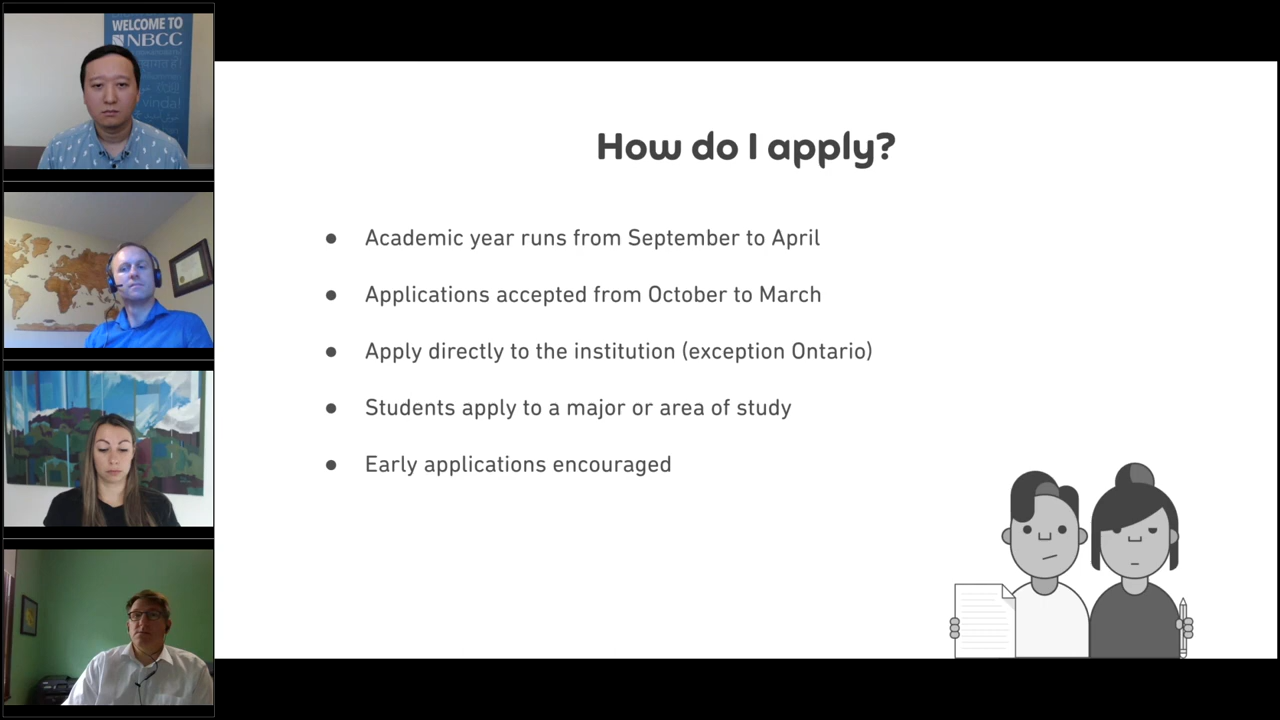 WELCOME TO
NBCC
How do I apply?
● Academic year runs from September to April
● Applications accepted from October to March
● Apply directly to the institution (exception Ontario)
● Students apply to a major or area of study
● Early applications encouraged